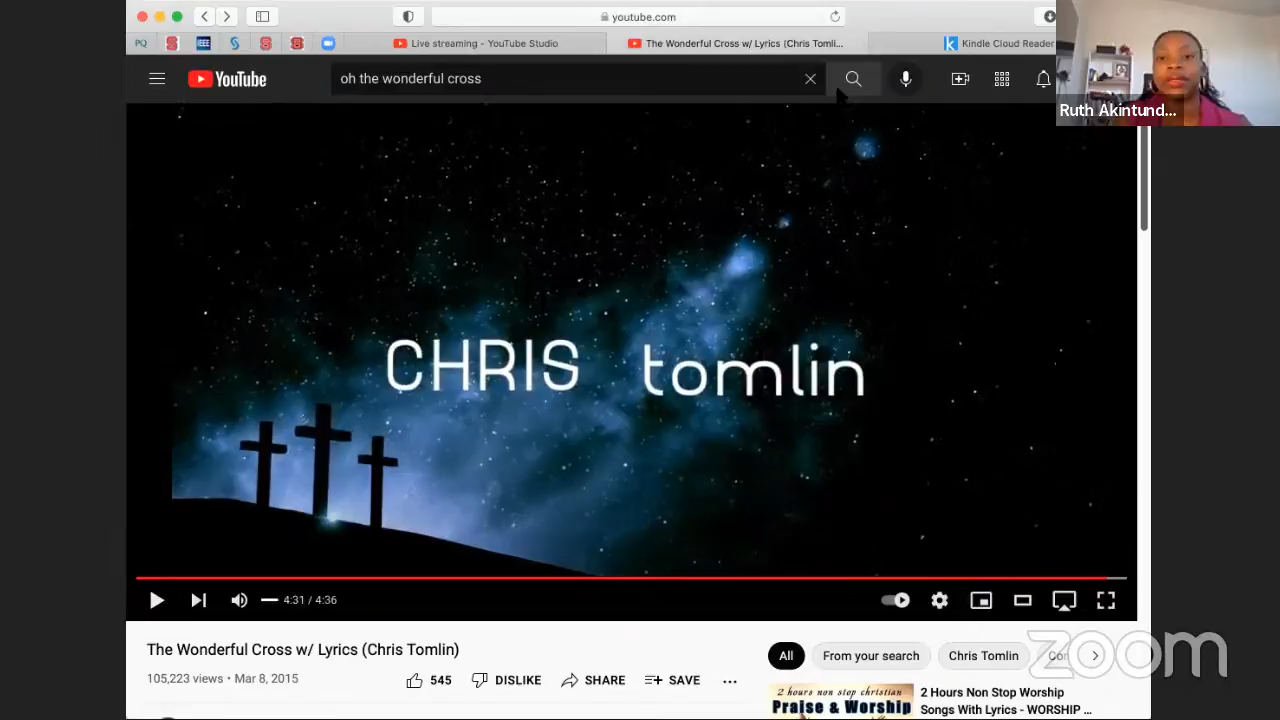 youtube.com
PQ
IEEE
Live streaming - YouTube Studio
The Wonderful Cross w/ Lyrics (Chris Tomli...
Kindle Cloud Reader
YouTube
oh the wonderful cross
Ruth Akintund...
CHRIS tomlin
4:31 / 4:36
The Wonderful Cross w/ Lyrics (Chris Tomlin)
105,223 views • Mar 8, 2015
545 DISLIKE SHARE SAVE
All From your search Chris Tomlin
zoom
2 hours non stop christian
Praise & Worship
2 Hours Non Stop Worship
Songs With Lyrics - WORSHIP ...